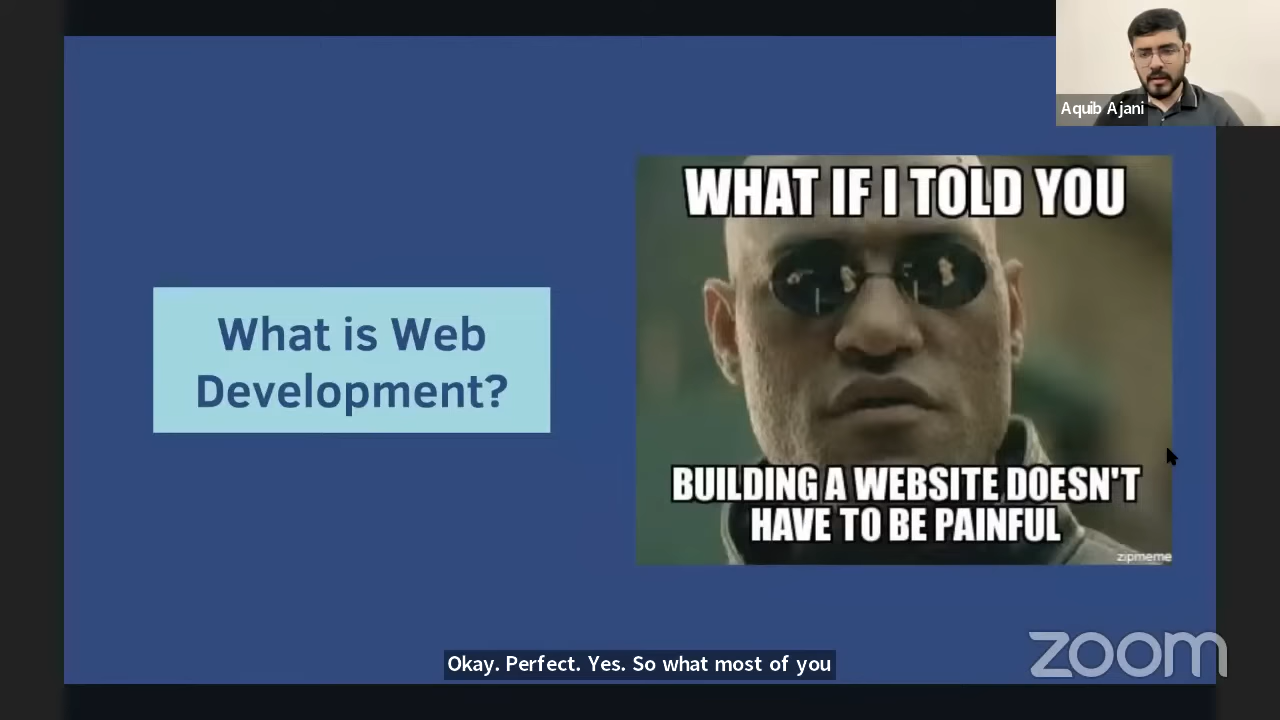 Aquib Ajani
WHAT IF I TOLD YOU
What is Web
Development?
BUILDING A WEBSITE DOESN'T
HAVE TO BE PAINFUL
zipmeme
zoom
Okay. Perfect. Yes. So what most of you